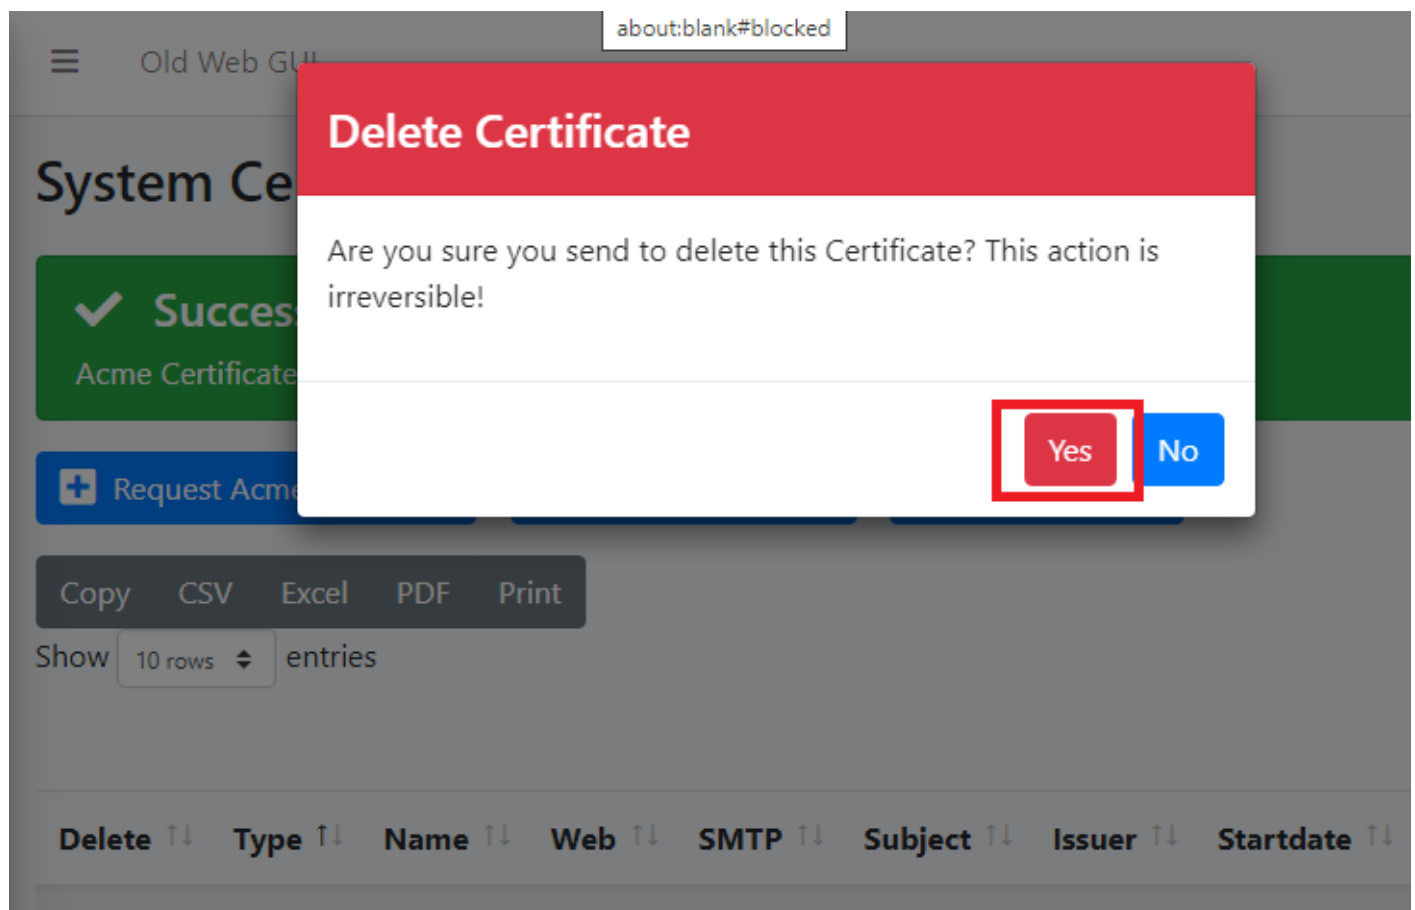 about:blank#blocked
Old Web GUI
Delete Certificate
System Ce
Are you sure you send to delete this Certificate? This action is
irreversible!
Succes
Acme Certificate
Yes No
Request Acme
Copy CSV Excel PDF Print
Show 10 rows entries
Delete Type Name Web SMTP Subject Issuer Startdate